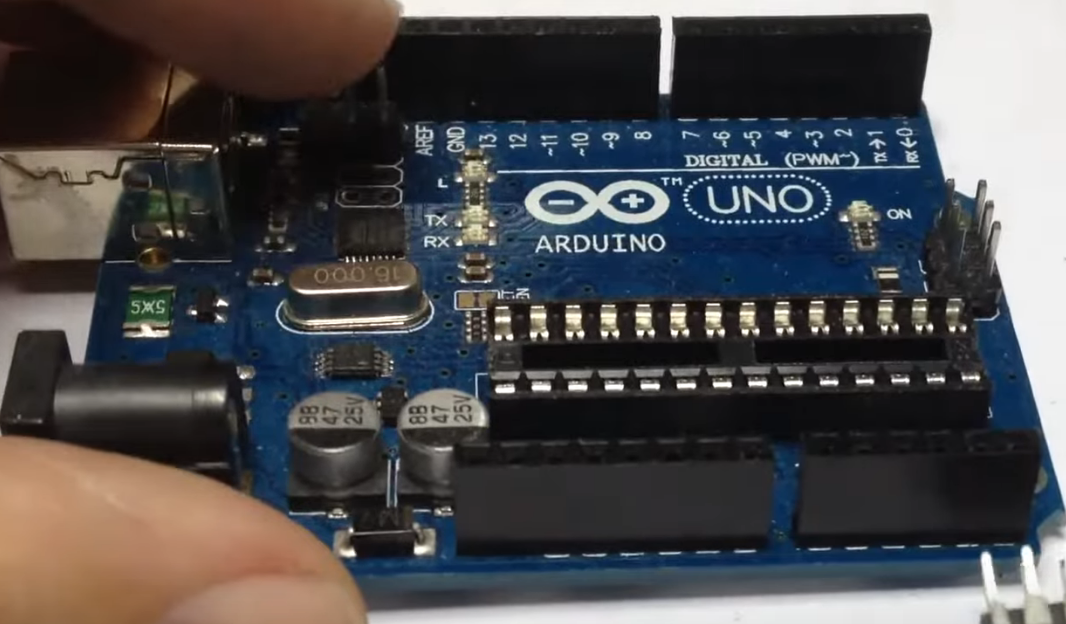 AREF
GND
13
12
~11
~10
~9
8
7
~6
~5
4
~3
2
TX→1
RX←0
DIGITAL (PWM~)
L
TX
RX
TM
UNO
ARDUINO
ON
16.000
8B
47
25V
8B
47
25V